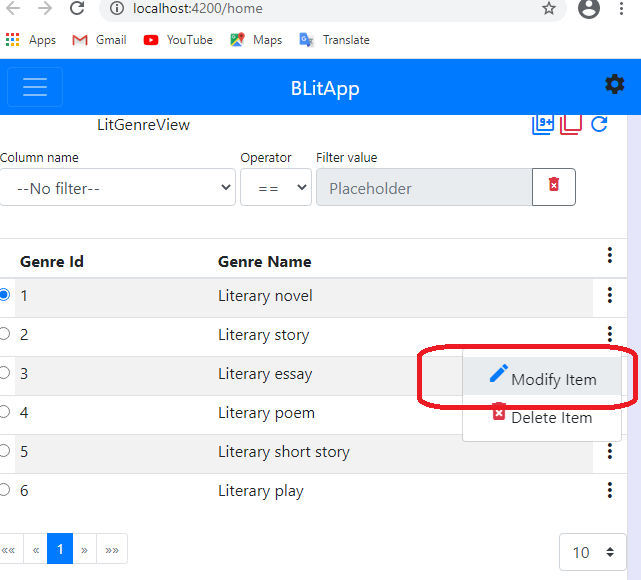 localhost:4200/home
Apps Gmail YouTube Maps Translate
BLitApp
LitGenreView 9+
Column name Operator Filter value
--No filter-- == Placeholder
Genre Id Genre Name
1 Literary novel
2 Literary story
3 Literary essay
Modify Item
4 Literary poem
Delete Item
5 Literary short story
6 Literary play
«« « 1 » »» 10